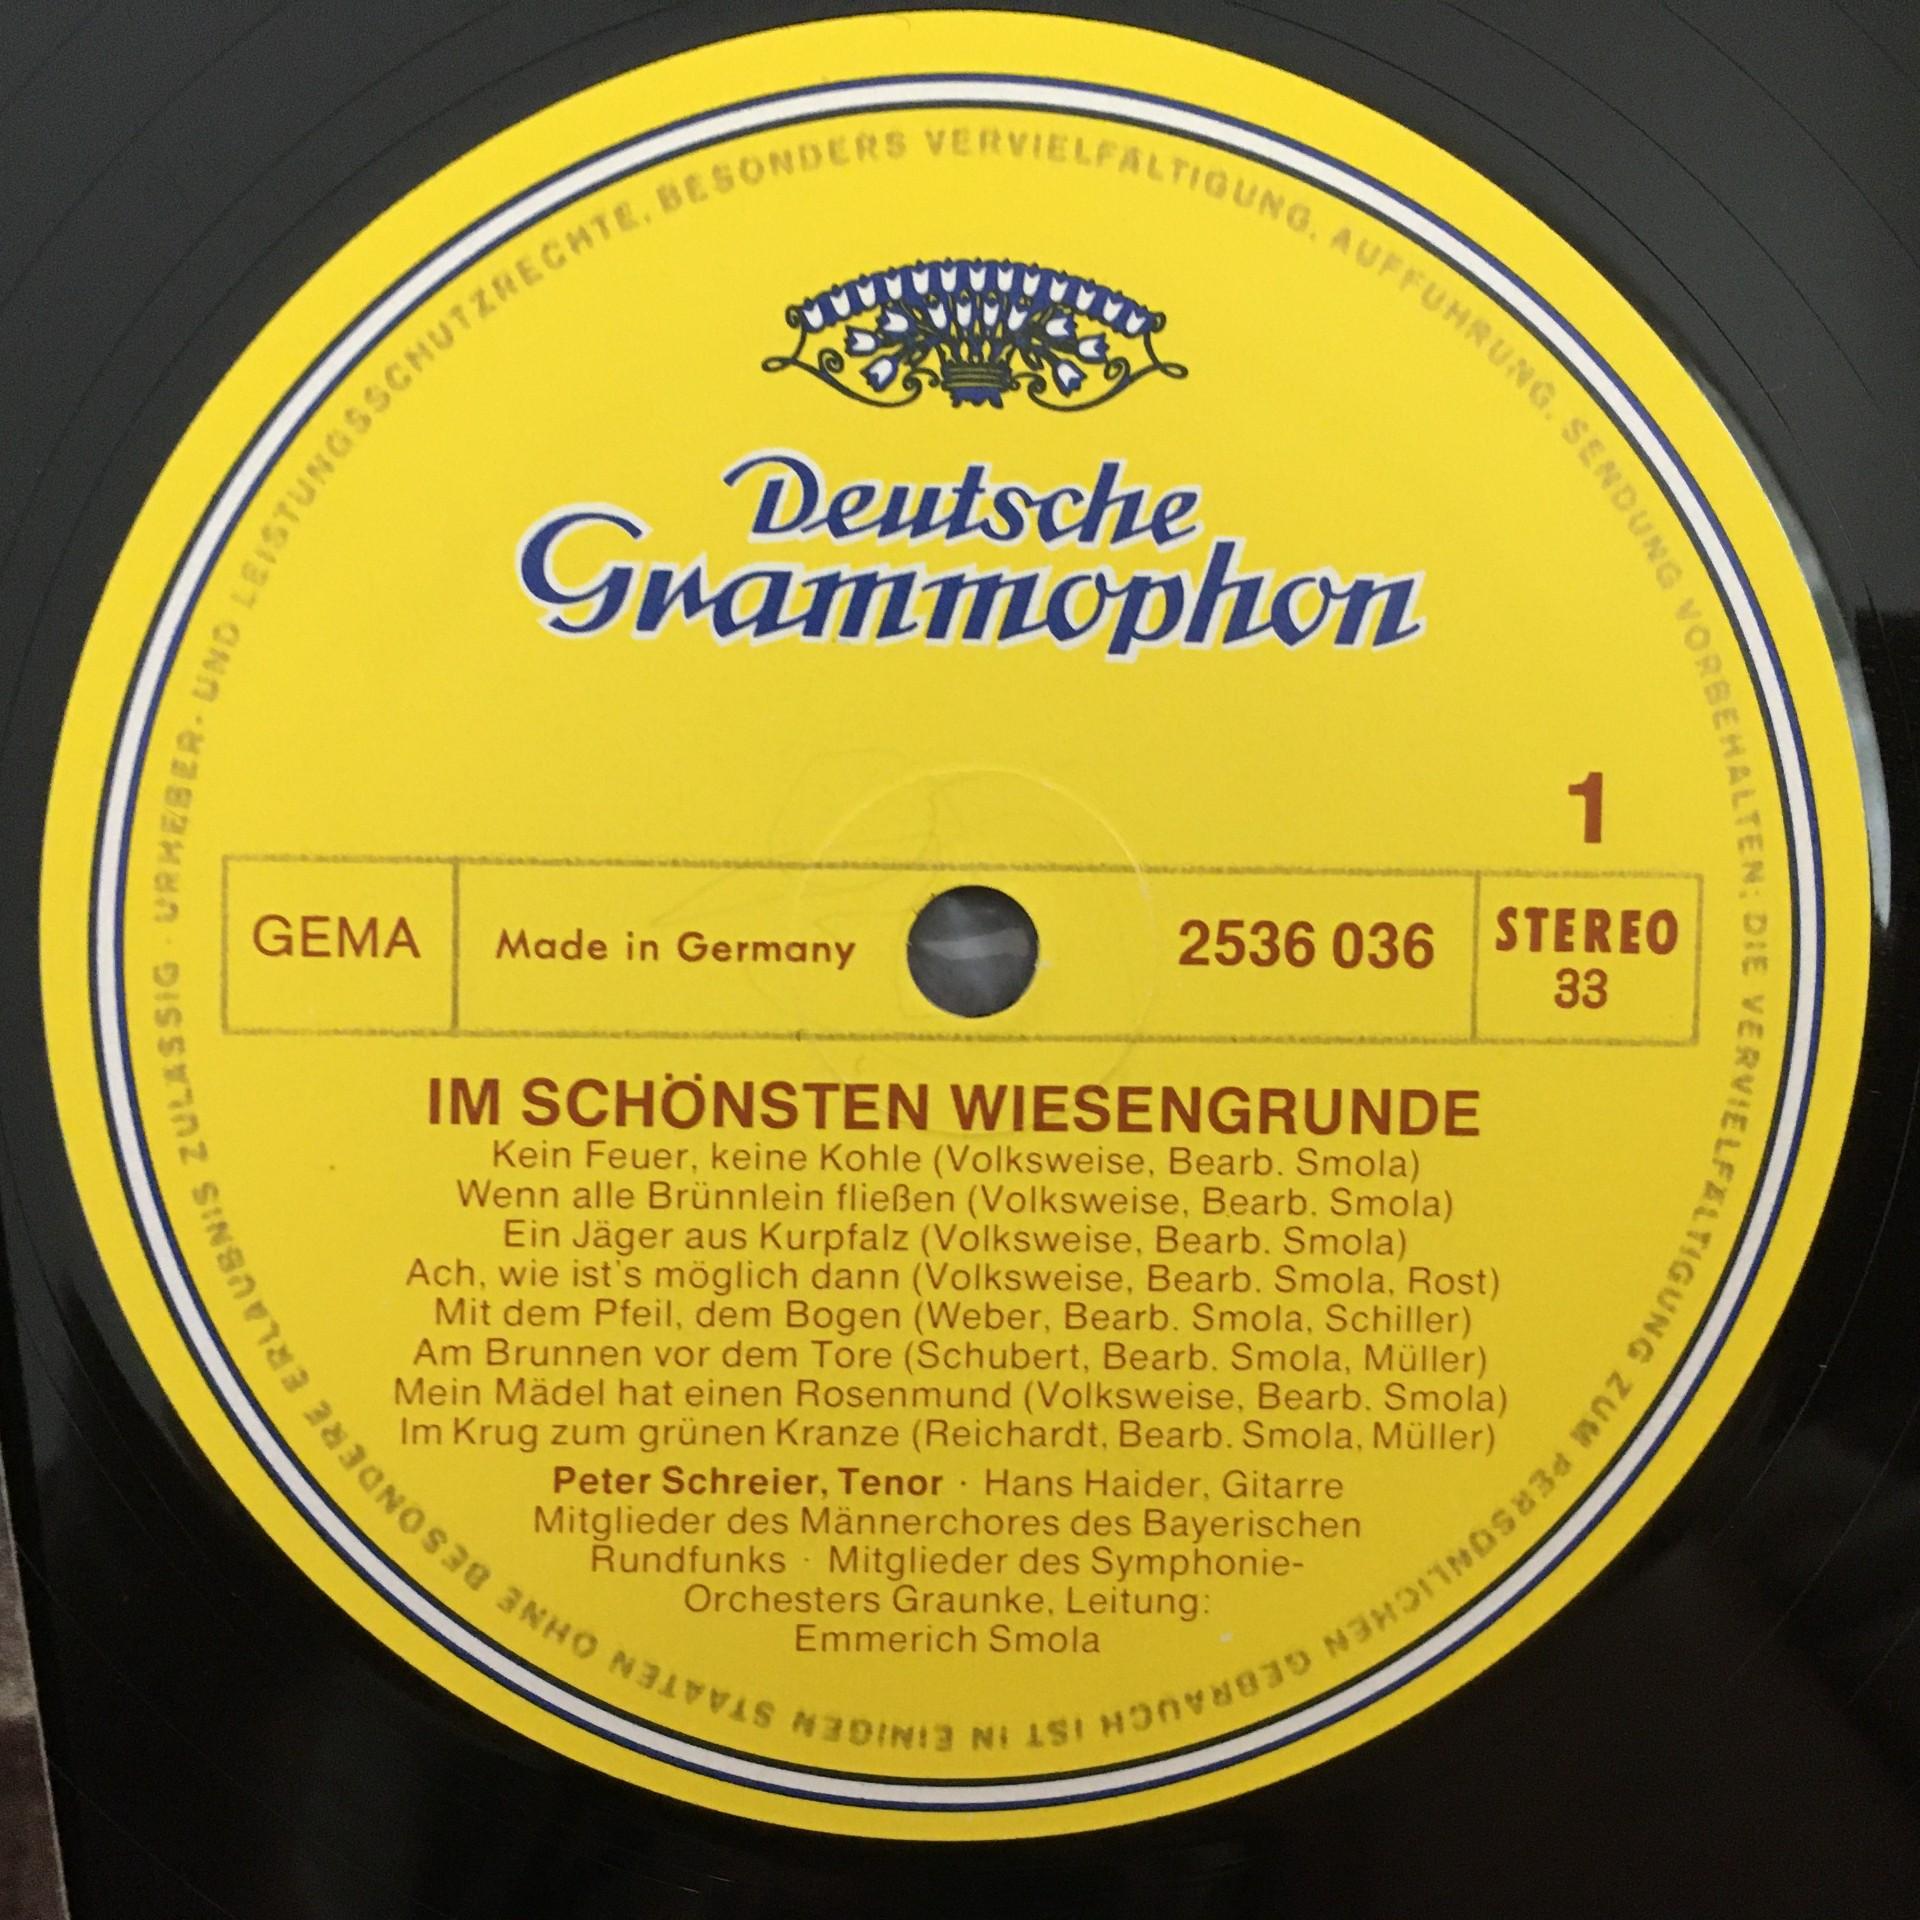 URHEBER- UND LEISTUNGSSCHUTZRECHTE, BESONDERS VERVIELFÄLTIGUNG, AUFFÜHRUNG, SENDUNG VORBEHALTEN; DIE VERVIELFÄLTIGUNG ZUM PERSÖNLICHEN GEBRAUCH IST IN EINIGEN STAATEN OHNE BESONDERE ERLAUBNIS ZULÄSSIG ·
Deutsche
Grammophon
1
GEMA Made in Germany 2536 036 STEREO
33
IM SCHÖNSTEN WIESENGRUNDE
Kein Feuer, keine Kohle (Volksweise, Bearb. Smola)
Wenn alle Brünnlein fließen (Volksweise, Bearb. Smola)
Ein Jäger aus Kurpfalz (Volksweise, Bearb. Smola)
Ach, wie ist's möglich dann (Volksweise, Bearb. Smola, Rost)
Mit dem Pfeil, dem Bogen (Weber, Bearb. Smola, Schiller)
Am Brunnen vor dem Tore (Schubert, Bearb. Smola, Müller)
Mein Mädel hat einen Rosenmund (Volksweise, Bearb. Smola)
Im Krug zum grünen Kranze (Reichardt, Bearb. Smola, Müller)
Peter Schreier, Tenor · Hans Haider, Gitarre
Mitglieder des Männerchores des Bayerischen
Rundfunks · Mitglieder des Symphonie-
Orchesters Graunke, Leitung:
Emmerich Smola